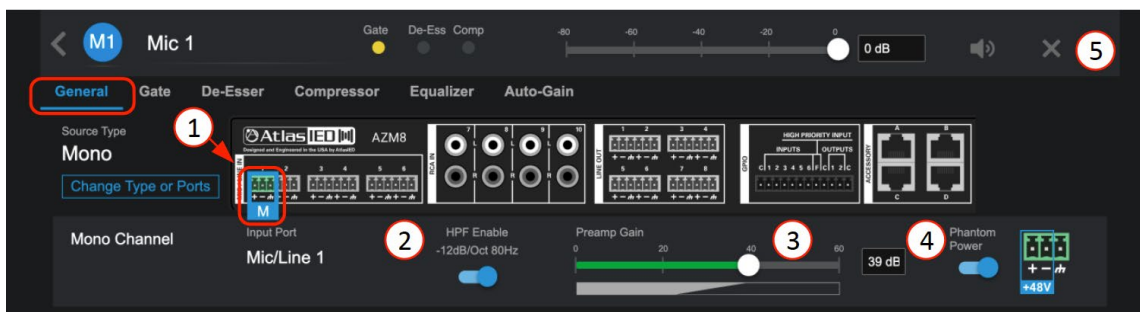 M1 Mic 1
Gate De-Ess Comp
-80 -60 -40 -20 0
0 dB
5
General Gate De-Esser Compressor Equalizer Auto-Gain
Source Type
Mono
Change Type or Ports
1
Atlas IED
AZM8
Designed and Engineered in the USA by AtlasIED
1 2 3 4 5 6
+ - + - + - + - + -
M
RCA IN
7 8 9 10
L L L L
R R R R
LINE OUT
1 2 3 4
+ - + - + - + -
5 6 7 8
+ - + - + - + -
GPIO
HIGH PRIORITY INPUT
INPUTS OUTPUTS
C 1 2 3 4 5 6 F C 1 2 C
ACCESSORY
A B
C D
Mono Channel
Input Port
Mic/Line 1
2
HPF Enable
-12dB/Oct 80Hz
Preamp Gain
0 20 40 60
3
39 dB
4
Phantom
Power
+ -
+48V